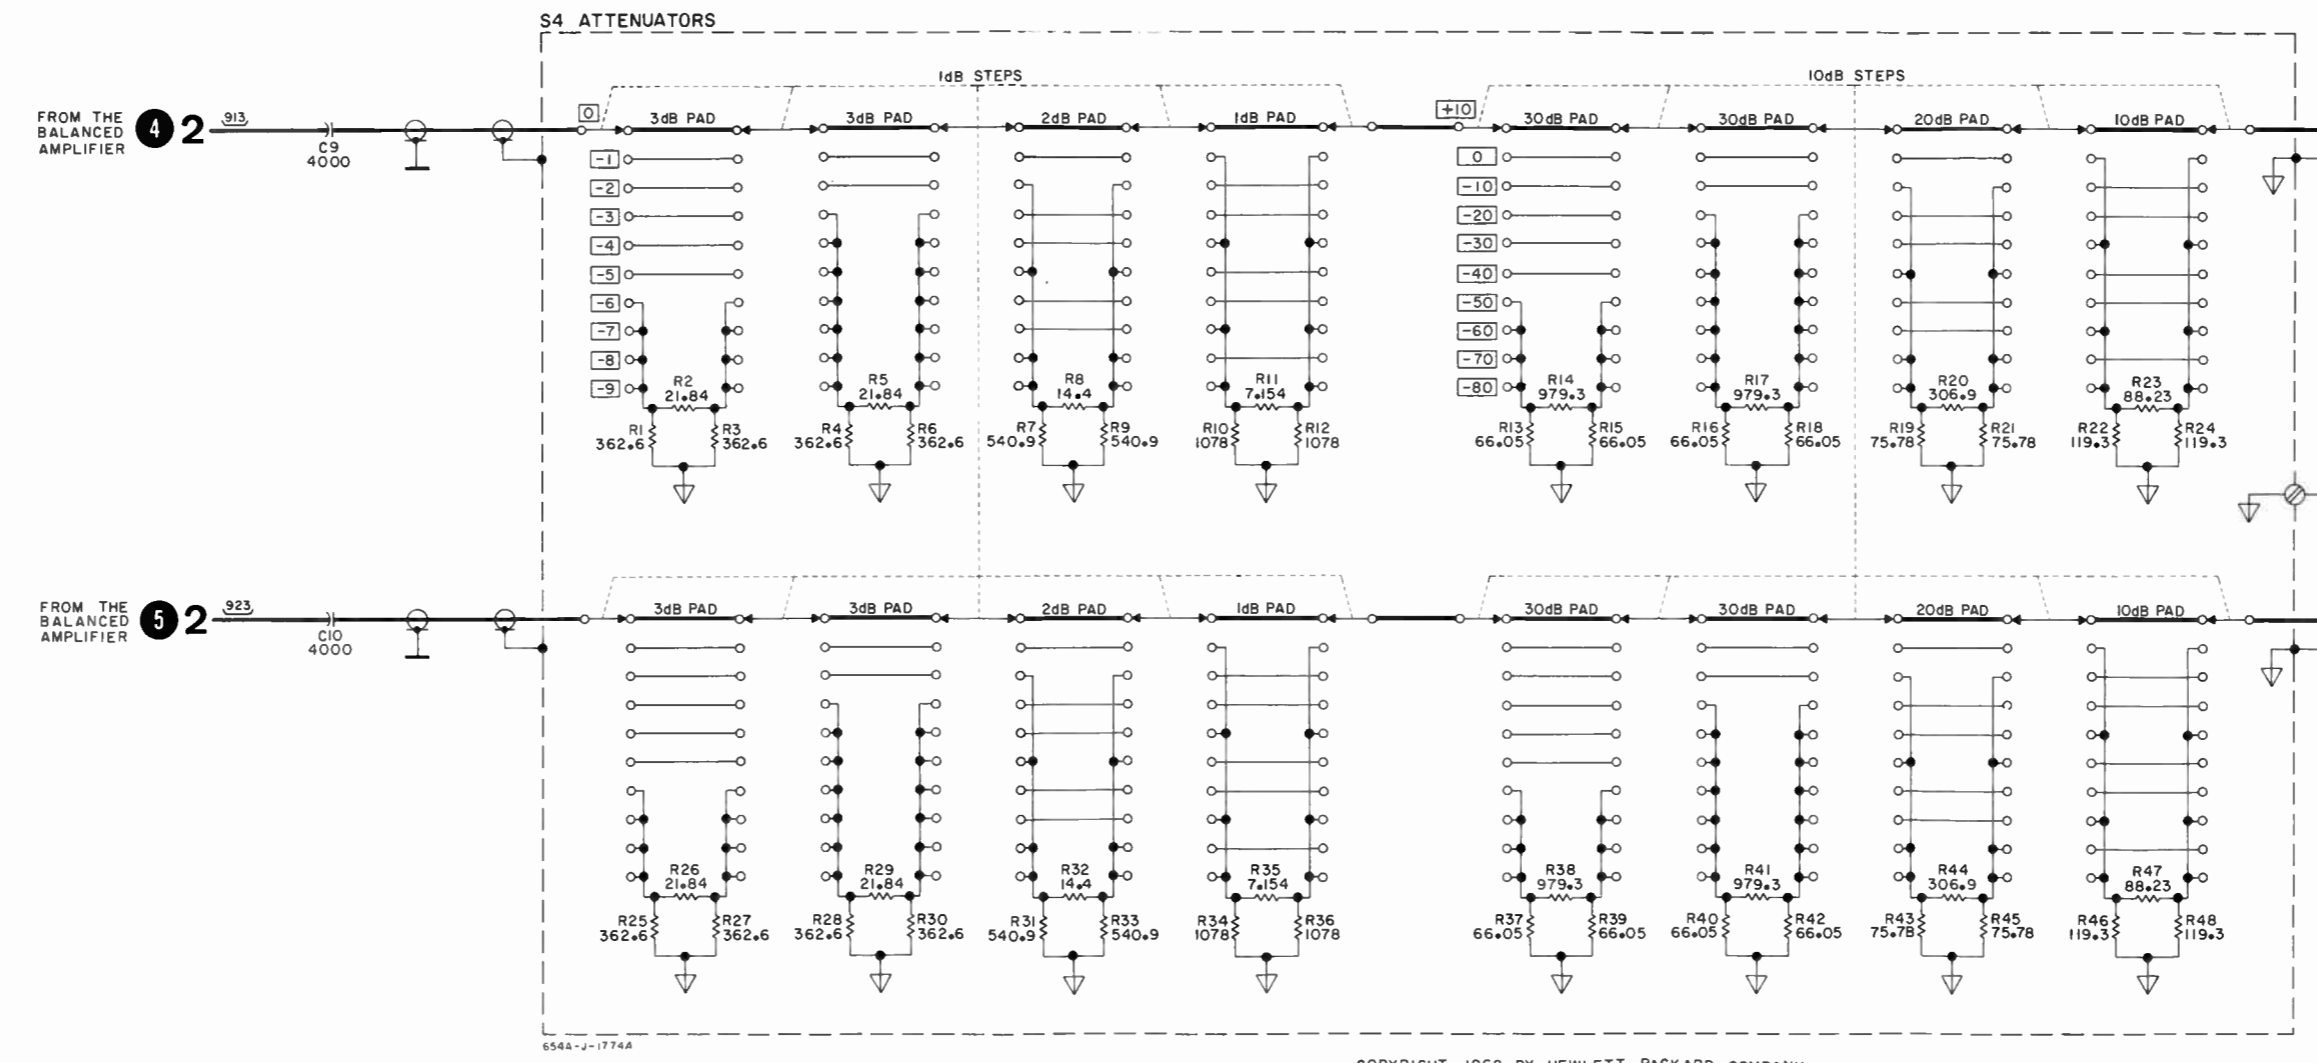 S4 ATTENUATORS
1dB STEPS
10dB STEPS
FROM THE
BALANCED
AMPLIFIER
4 2
913
C9
4000
0
3dB PAD
3dB PAD
2dB PAD
1dB PAD
+10
30dB PAD
30dB PAD
20dB PAD
10dB PAD
-1
-2
-3
-4
-5
-6
-7
-8
-9
0
-10
-20
-30
-40
-50
-60
-70
-80
R2
21.84
R1
362.6
R3
362.6
R5
21.84
R4
362.6
R6
362.6
R8
14.4
R7
540.9
R9
540.9
R11
7.154
R10
1078
R12
1078
R14
979.3
R13
66.05
R15
66.05
R17
979.3
R16
66.05
R18
66.05
R20
306.9
R19
75.78
R21
75.78
R23
88.23
R22
119.3
R24
119.3
FROM THE
BALANCED
AMPLIFIER
5 2
923
C10
4000
3dB PAD
3dB PAD
2dB PAD
1dB PAD
30dB PAD
30dB PAD
20dB PAD
10dB PAD
R26
21.84
R25
362.6
R27
362.6
R29
21.84
R28
362.6
R30
362.6
R32
14.4
R31
540.9
R33
540.9
R35
7.154
R34
1078
R36
1078
R38
979.3
R37
66.05
R39
66.05
R41
979.3
R40
66.05
R42
66.05
R44
306.9
R43
75.78
R45
75.78
R47
88.23
R46
119.3
R48
119.3
654A-J-1774A
BY HEWLETT PACKARD COMPANY